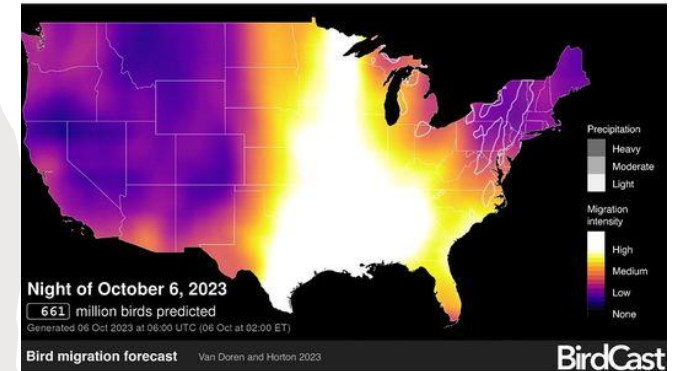 Precipitation
Heavy
Moderate
Light
Migration
intensity
High
Medium
Low
None
Night of October 6, 2023
661 million birds predicted
Generated 06 Oct 2023 at 06:00 UTC (06 Oct at 02:00 ET)
Bird migration forecast Van Doren and Horton 2023 BirdCast